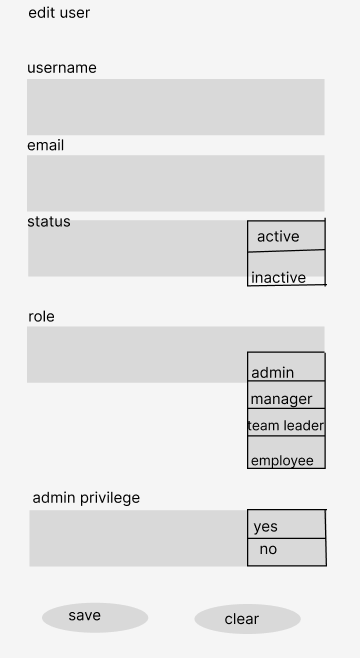 edit user
username
email
status
active
inactive
role
admin
manager
team leader
employee
admin privilege
yes
no
save
clear